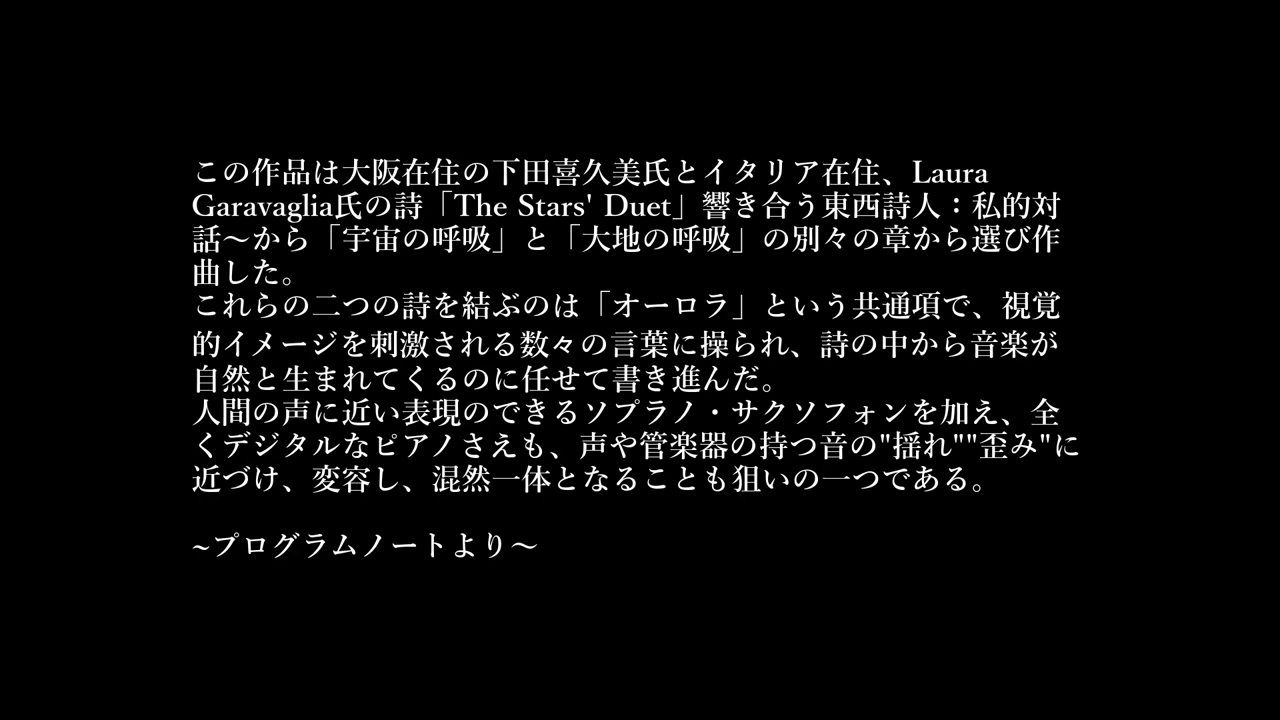 この作品は大阪在住の下田喜久美氏とイタリア在住、Laura
Garavaglia氏の詩「The Stars' Duet」響き合う東西詩人：私的対
話～から「宇宙の呼吸」と「大地の呼吸」の別々の章から選び作
曲した。
これらの二つの詩を結ぶのは「オーロラ」という共通項で、視覚
的イメージを刺激される数々の言葉に操られ、詩の中から音楽が
自然と生まれてくるのに任せて書き進んだ。
人間の声に近い表現のできるソプラノ・サクソフォンを加え、全
くデジタルなピアノさえも、声や管楽器の持つ音の"揺れ""歪み"に
近づけ、変容し、混然一体となることも狙いの一つである。
~プログラムノートより～